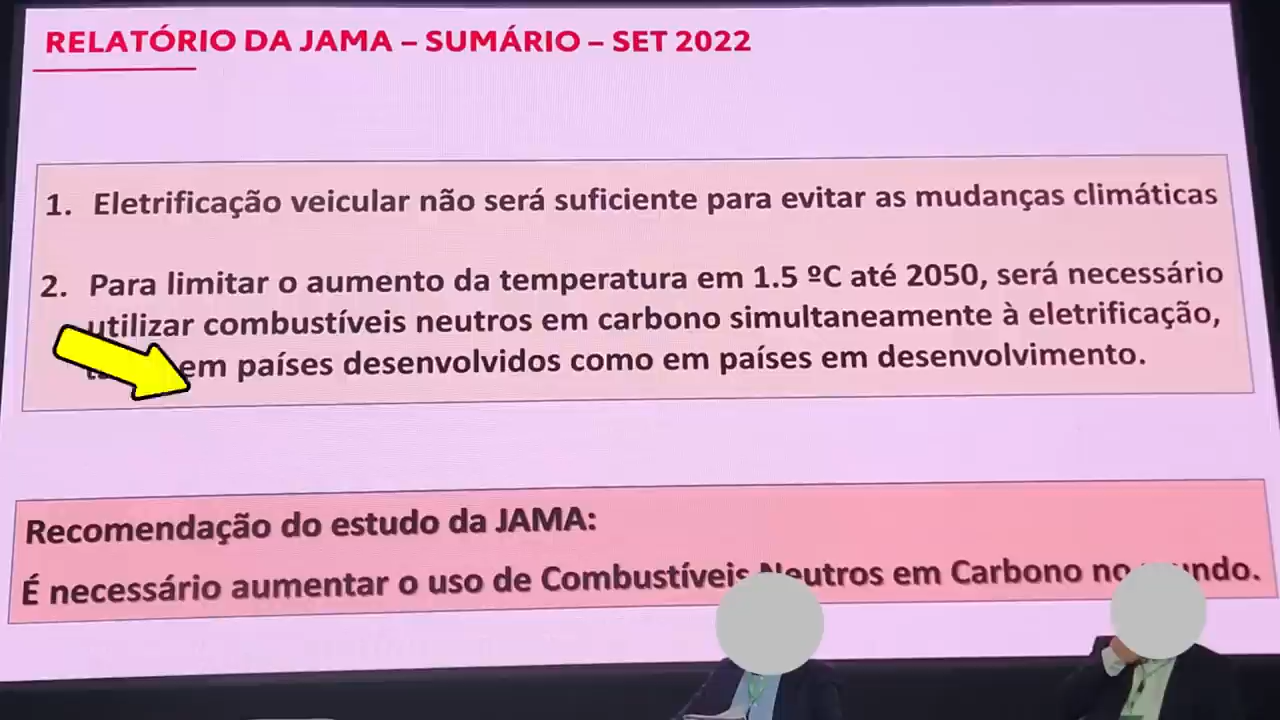 RELATÓRIO DA JAMA – SUMÁRIO – SET 2022
1. Eletrificação veicular não será suficiente para evitar as mudanças climáticas
2. Para limitar o aumento da temperatura em 1.5 ºC até 2050, será necessário
utilizar combustíveis neutros em carbono simultaneamente à eletrificação,
em países desenvolvidos como em países em desenvolvimento.
Recomendação do estudo da JAMA:
É necessário aumentar o uso de Combustíveis Neutros em Carbono no